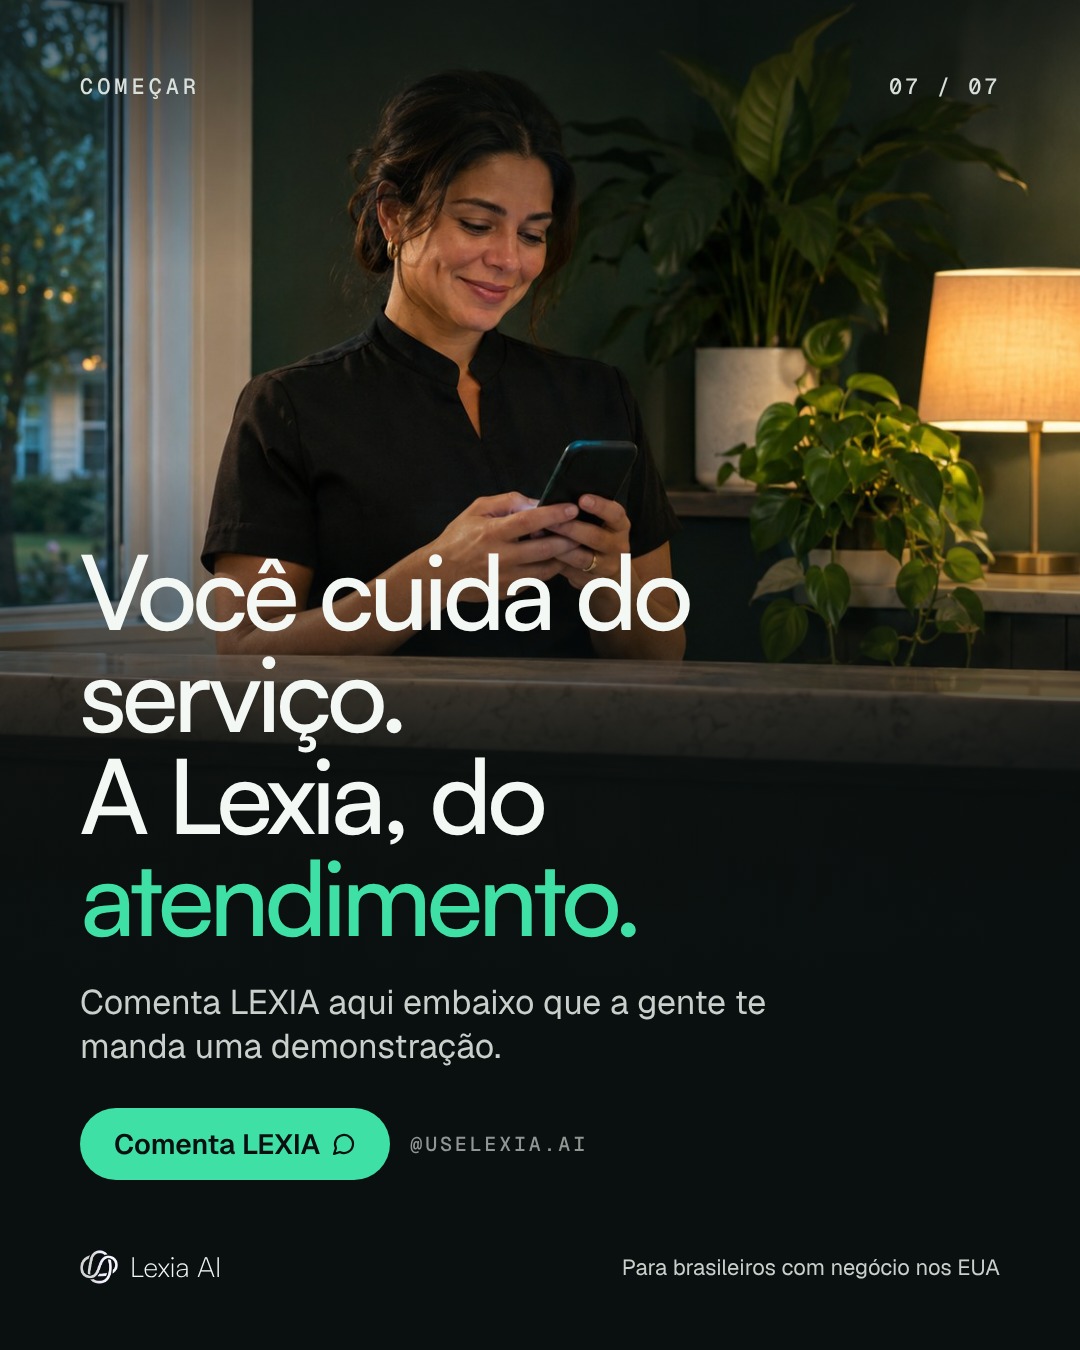 COMEÇAR
07 / 07
Você cuida do
serviço.
A Lexia, do
atendimento.
Comenta LEXIA aqui embaixo que a gente te
manda uma demonstração.
Comenta LEXIA
@USELEXIA.AI
Lexia AI
Para brasileiros com negócio nos EUA